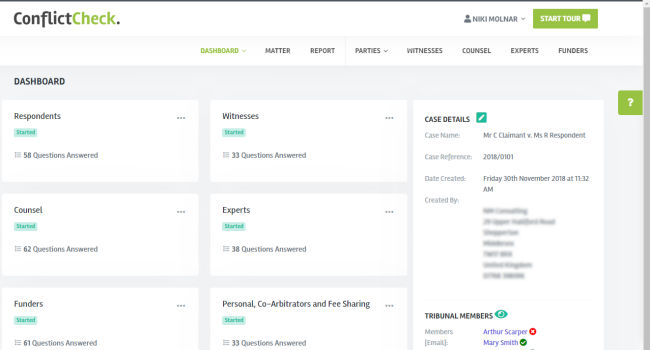 ConflictCheck.
NIKI MOLNAR
START TOUR
DASHBOARD
MATTER
REPORT
PARTIES
WITNESSES
COUNSEL
EXPERTS
FUNDERS
DASHBOARD
?
Respondents
Started
58 Questions Answered
Witnesses
Started
33 Questions Answered
Counsel
Started
62 Questions Answered
Experts
Started
38 Questions Answered
Funders
Started
61 Questions Answered
Personal, Co-Arbitrators and Fee Sharing
Started
33 Questions Answered
CASE DETAILS
Case Name: Mr C Claimant v. Ms R Respondent
Case Reference: 2018/0101
Date Created: Friday 30th November 2018 at 11:32
AM
Created By:
TRIBUNAL MEMBERS
Members Arthur Scarper
[Email]: Mary Smith